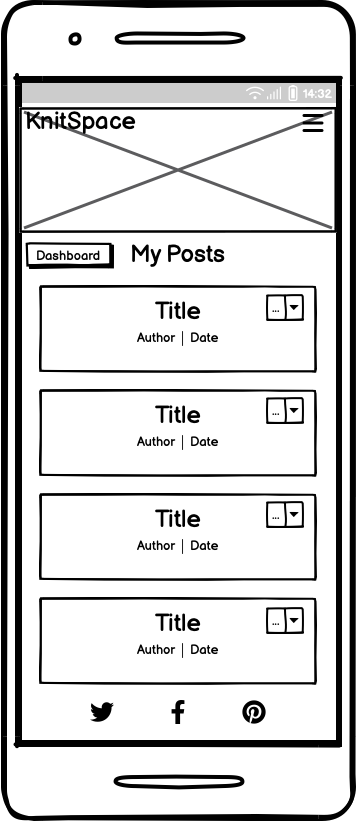 14:32
KnitSpace
Dashboard My Posts
Title
...
Author | Date
Title
...
Author | Date
Title
...
Author | Date
Title
...
Author | Date